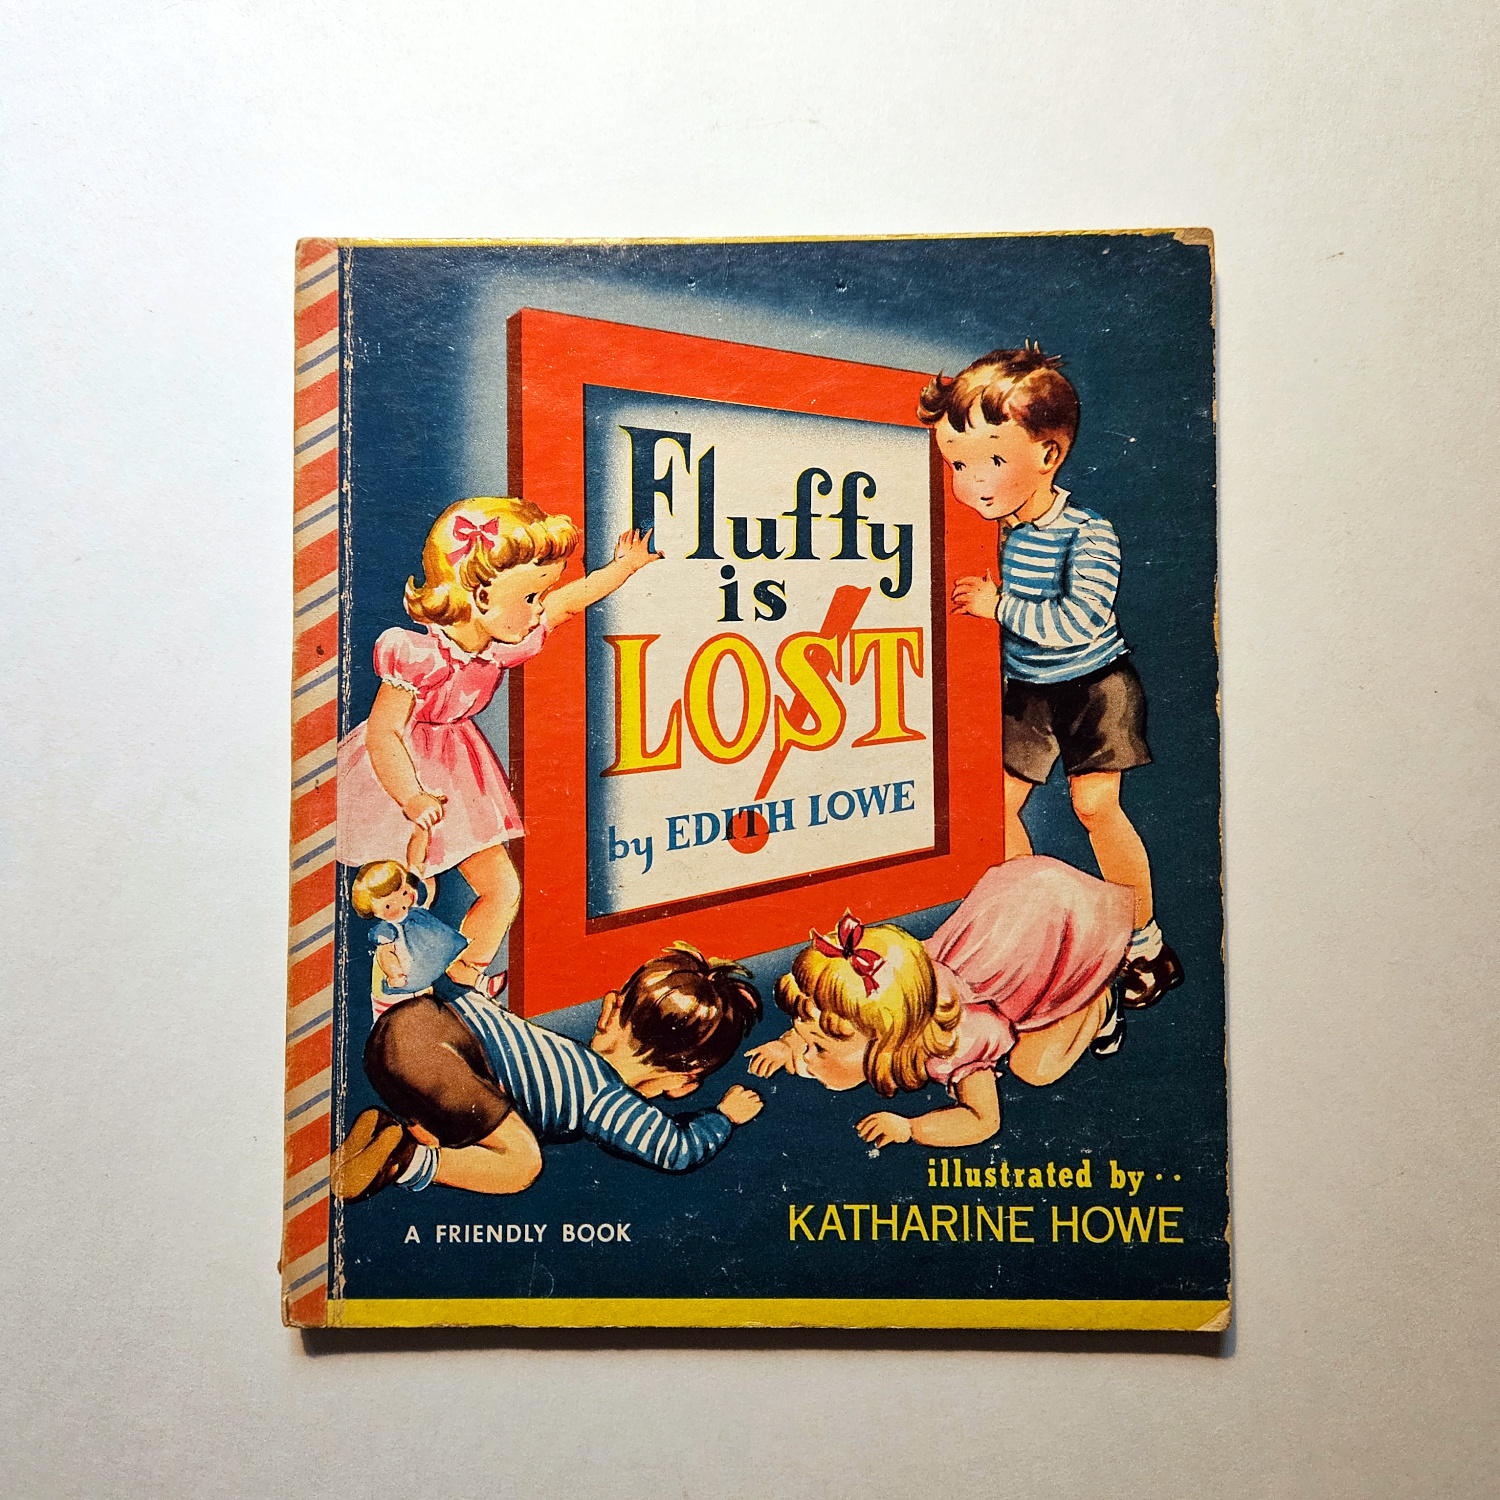 Fluffy
is
LOST!
by EDITH LOWE
illustrated by..
KATHARINE HOWE
A FRIENDLY BOOK